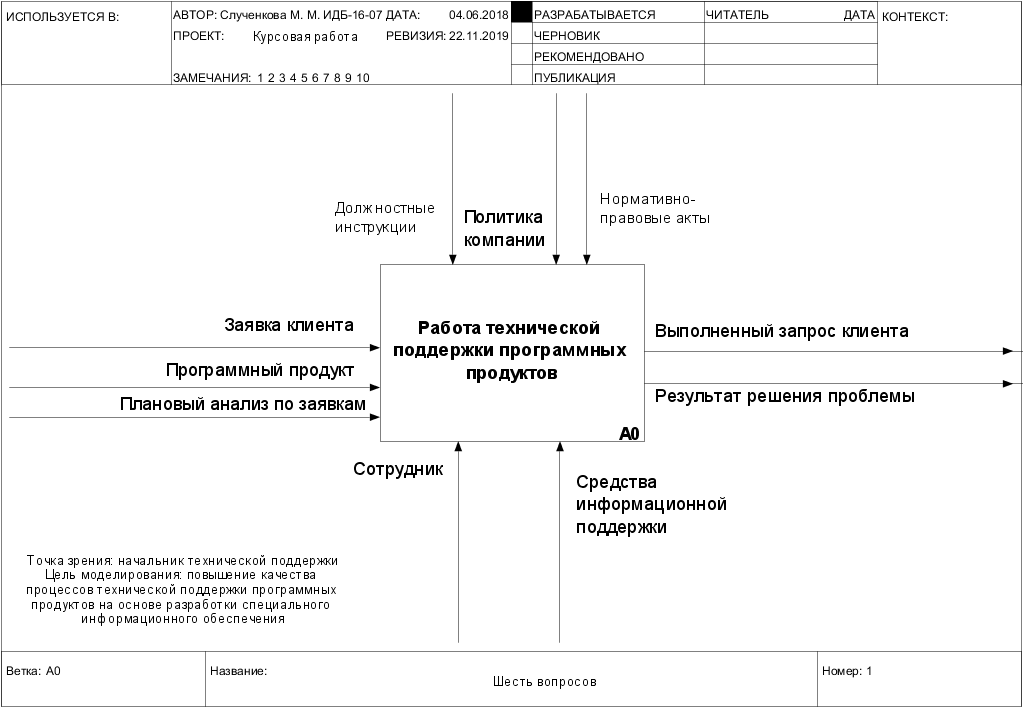 ИСПОЛЬЗУЕТСЯ В:
АВТОР: Слученкова М. М. ИДБ-16-07 ДАТА: 04.06.2018
РАЗРАБАТЫВАЕТСЯ
ЧИТАТЕЛЬ ДАТА
КОНТЕКСТ:
ПРОЕКТ: Курсовая работа РЕВИЗИЯ: 22.11.2019
ЧЕРНОВИК
РЕКОМЕНДОВАНО
ЗАМЕЧАНИЯ: 1 2 3 4 5 6 7 8 9 10
ПУБЛИКАЦИЯ
Должностные
инструкции
Политика
компании
Нормативно-
правовые акты
Заявка клиента
Программный продукт
Плановый анализ по заявкам
Работа технической
поддержки программных
продуктов
A0
Выполненный запрос клиента
Результат решения проблемы
Сотрудник
Средства
информационной
поддержки
Точка зрения: начальник технической поддержки
Цель моделирования: повышение качества
процессов технической поддержки программных
продуктов на основе разработки специального
информационного обеспечения
Ветка: A0
Название:
Шесть вопросов
Номер: 1